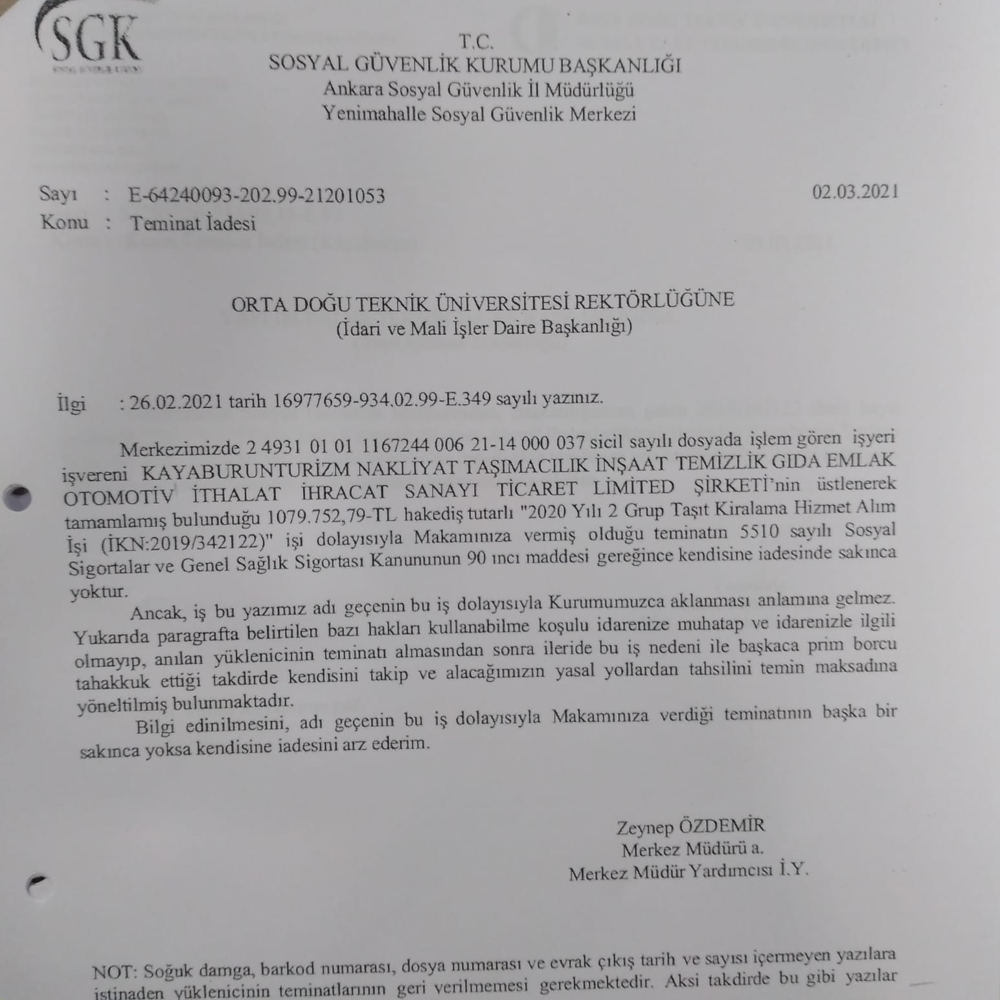 SGK
T.C.
SOSYAL GÜVENLİK KURUMU BAŞKANLIĞI
Ankara Sosyal Güvenlik İl Müdürlüğü
Yenimahalle Sosyal Güvenlik Merkezi
Sayı : E-64240093-202.99-21201053 02.03.2021
Konu : Teminat İadesi
ORTA DOĞU TEKNİK ÜNİVERSİTESİ REKTÖRLÜĞÜNE
(İdari ve Mali İşler Daire Başkanlığı)
İlgi : 26.02.2021 tarih 16977659-934.02.99-E.349 sayılı yazınız.
Merkezimizde 2 4931 01 01 1167244 006 21-14 000 037 sicil sayılı dosyada işlem gören işyeri
işvereni KAYABURUNTURİZM NAKLİYAT TAŞIMACILIK İNŞAAT TEMİZLİK GIDA EMLAK
OTOMOTİV İTHALAT İHRACAT SANAYI TİCARET LİMİTED ŞİRKETİ'nin üstlenerek
tamamlamış bulunduğu 1079.752,79-TL hakediş tutarlı "2020 Yılı 2 Grup Taşıt Kiralama Hizmet Alım
İşi (İKN:2019/342122)" işi dolayısıyla Makamınıza vermiş olduğu teminatın 5510 sayılı Sosyal
Sigortalar ve Genel Sağlık Sigortası Kanununun 90 ıncı maddesi gereğince kendisine iadesinde sakınca
yoktur.
Ancak, iş bu yazımız adı geçenin bu iş dolayısıyla Kurumumuzca aklanması anlamına gelmez.
Yukarıda paragrafta belirtilen bazı hakları kullanabilme koşulu idarenize muhatap ve idarenizle ilgili
olmayıp, anılan yüklenicinin teminatı almasından sonra ileride bu iş nedeni ile başkaca prim borcu
tahakkuk ettiği takdirde kendisini takip ve alacağımızın yasal yollardan tahsilini temin maksadına
yöneltilmiş bulunmaktadır.
Bilgi edinilmesini, adı geçenin bu iş dolayısıyla Makamınıza verdiği teminatının başka bir
sakınca yoksa kendisine iadesini arz ederim.
Zeynep ÖZDEMİR
Merkez Müdürü a.
Merkez Müdür Yardımcısı İ.Y.
NOT: Soğuk damga, barkod numarası, dosya numarası ve evrak çıkış tarih ve sayısı içermeyen yazılara
istinaden yüklenicinin teminatlarının geri verilmemesi gerekmektedir. Aksi takdirde bu gibi yazılar